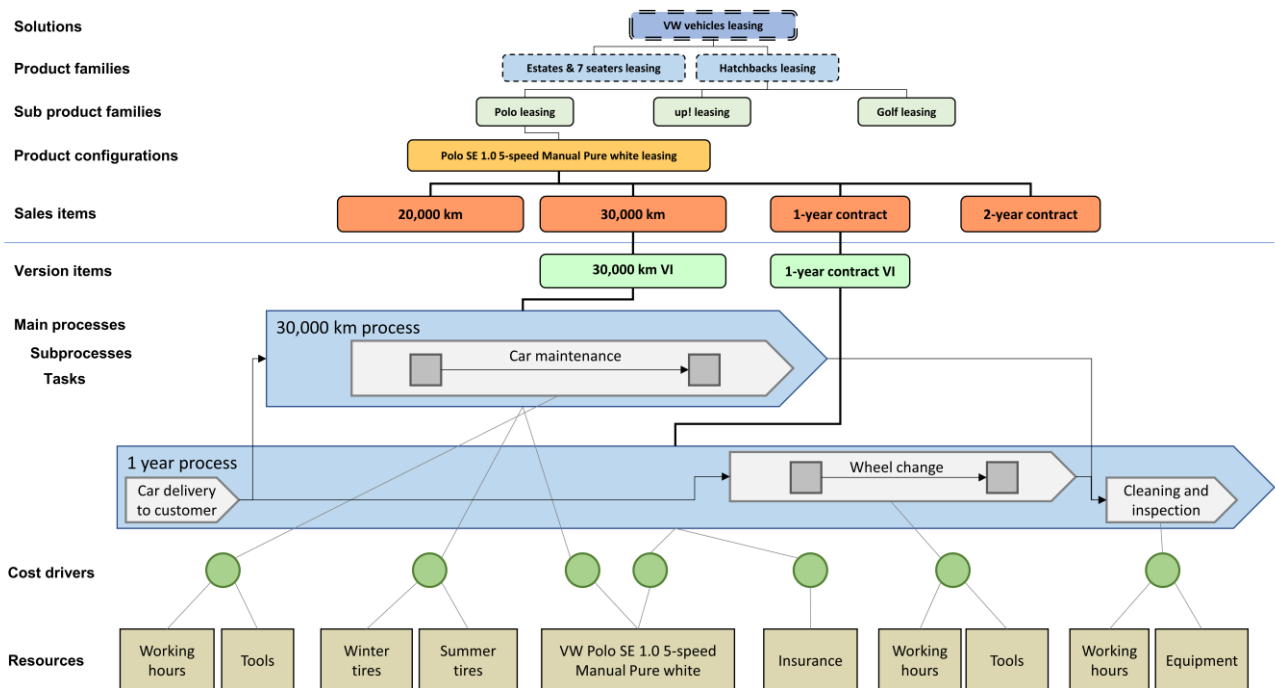 Solutions
VW vehicles leasing
Product families
Estates & 7 seaters leasing
Hatchbacks leasing
Sub product families
Polo leasing
up! leasing
Golf leasing
Product configurations
Polo SE 1.0 5-speed Manual Pure white leasing
Sales items
20,000 km
30,000 km
1-year contract
2-year contract
Version items
30,000 km VI
1-year contract VI
Main processes
Subprocesses
Tasks
30,000 km process
Car maintenance
1 year process
Car delivery
to customer
Wheel change
Cleaning and
inspection
Cost drivers
Resources
Working
hours
Tools
Winter
tires
Summer
tires
VW Polo SE 1.0 5-speed
Manual Pure white
Insurance
Working
hours
Tools
Working
hours
Equipment